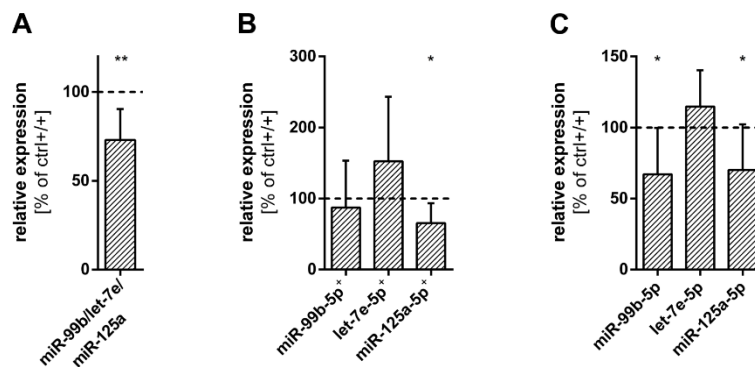 A
relative expression
[% of ctrl+/+]
100
50
0
**
miR-99b/let-7e/
miR-125a
B
relative expression
[% of ctrl+/+]
300
200
100
0
*
miR-99b-5p×
let-7e-5p×
miR-125a-5p×
C
relative expression
[% of ctrl+/+]
150
100
50
0
*
*
miR-99b-5p
let-7e-5p
miR-125a-5p